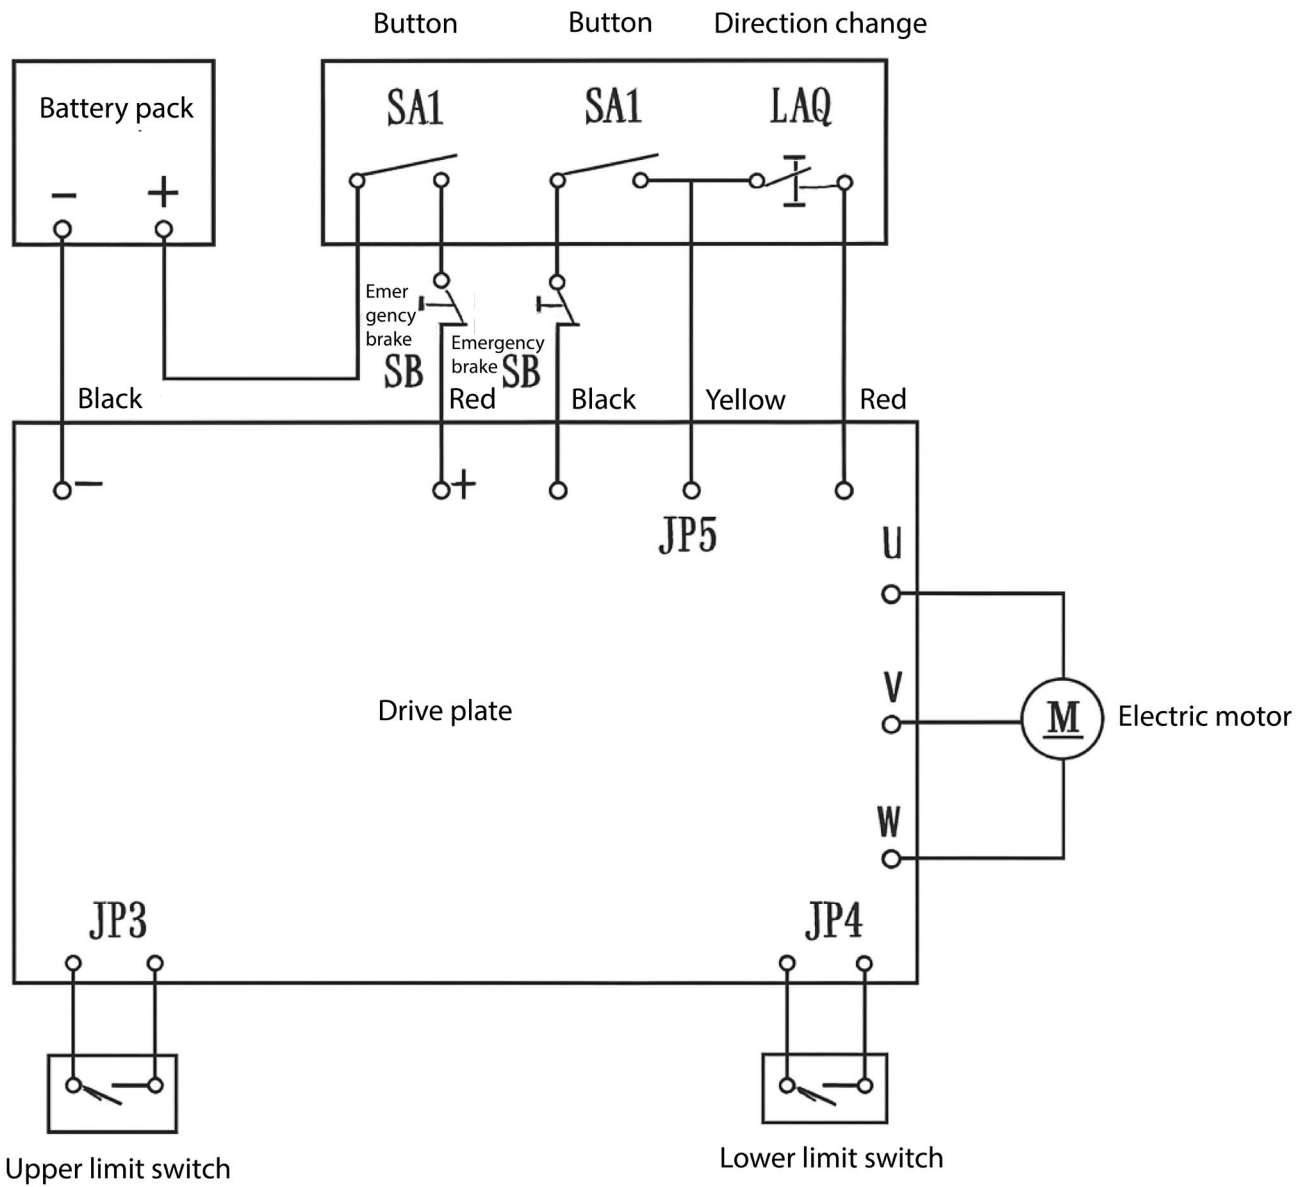 Button
Button
Direction change
Battery pack
SA1
SA1
LAQ
− +
Emer
gency
brake
SB
Emergency
brake
SB
Black
Red
Black
Yellow
Red
−
+
JP5
U
V
M
Electric motor
Drive plate
W
JP3
JP4
Upper limit switch
Lower limit switch